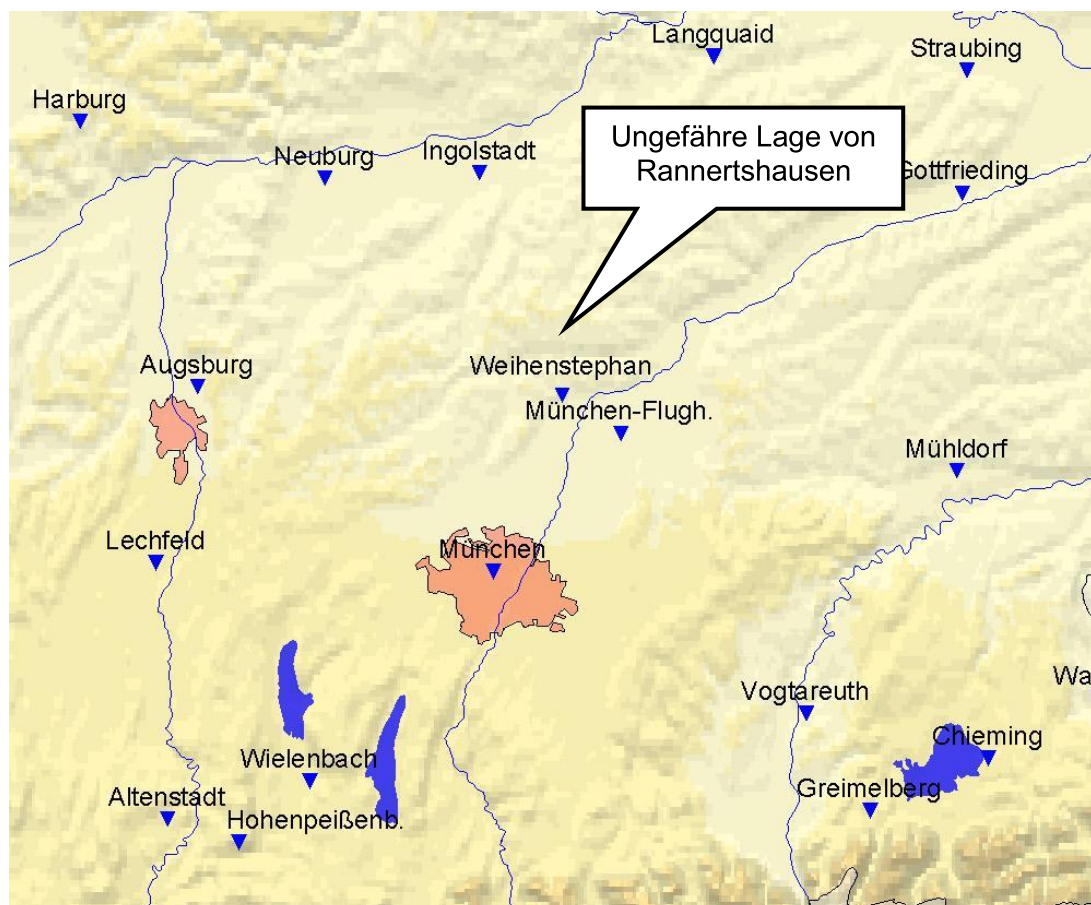 Langquaid
Straubing
Harburg
Ungefähre Lage von
Rannertshausen
Neuburg
Ingolstadt
Gottfrieding
Augsburg
Weihenstephan
München-Flugh.
Mühldorf
Lechfeld
München
Wa
Vogtareuth
Chieming
Wielenbach
Greimelberg
Altenstadt
Hohenpeißenb.